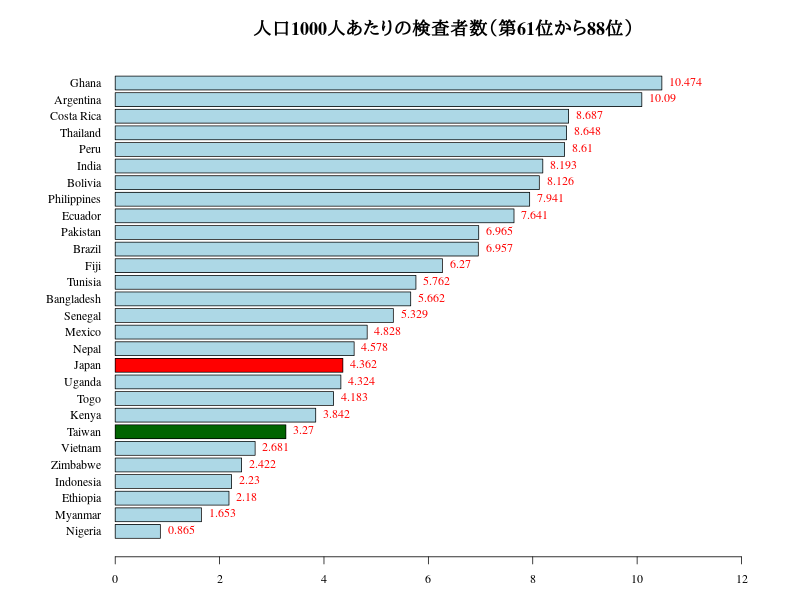 人口1000人あたりの検査者数(第61位から88位)
Ghana 10.474
Argentina 10.09
Costa Rica 8.687
Thailand 8.648
Peru 8.61
India 8.193
Bolivia 8.126
Philippines 7.941
Ecuador 7.641
Pakistan 6.965
Brazil 6.957
Fiji 6.27
Tunisia 5.762
Bangladesh 5.662
Senegal 5.329
Mexico 4.828
Nepal 4.578
Japan 4.362
Uganda 4.324
Togo 4.183
Kenya 3.842
Taiwan 3.27
Vietnam 2.681
Zimbabwe 2.422
Indonesia 2.23
Ethiopia 2.18
Myanmar 1.653
Nigeria 0.865
0 2 4 6 8 10 12